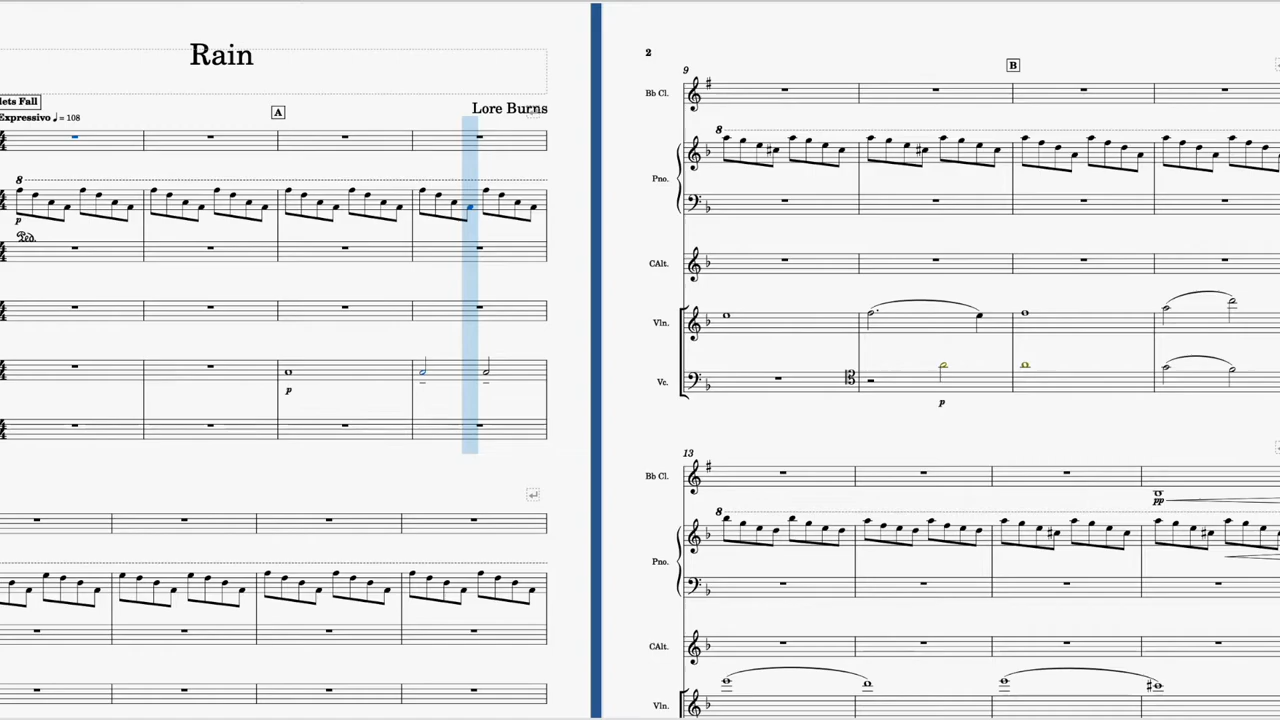 Rain
lets Fall
Expressivo ♩ = 108
A
Lore Burns
8
p
Ped.
p
2
9
B
Bb Cl.
8
Pno.
CAlt.
Vln.
Vc.
p
13
Bb Cl.
pp
8
Pno.
CAlt.
Vln.